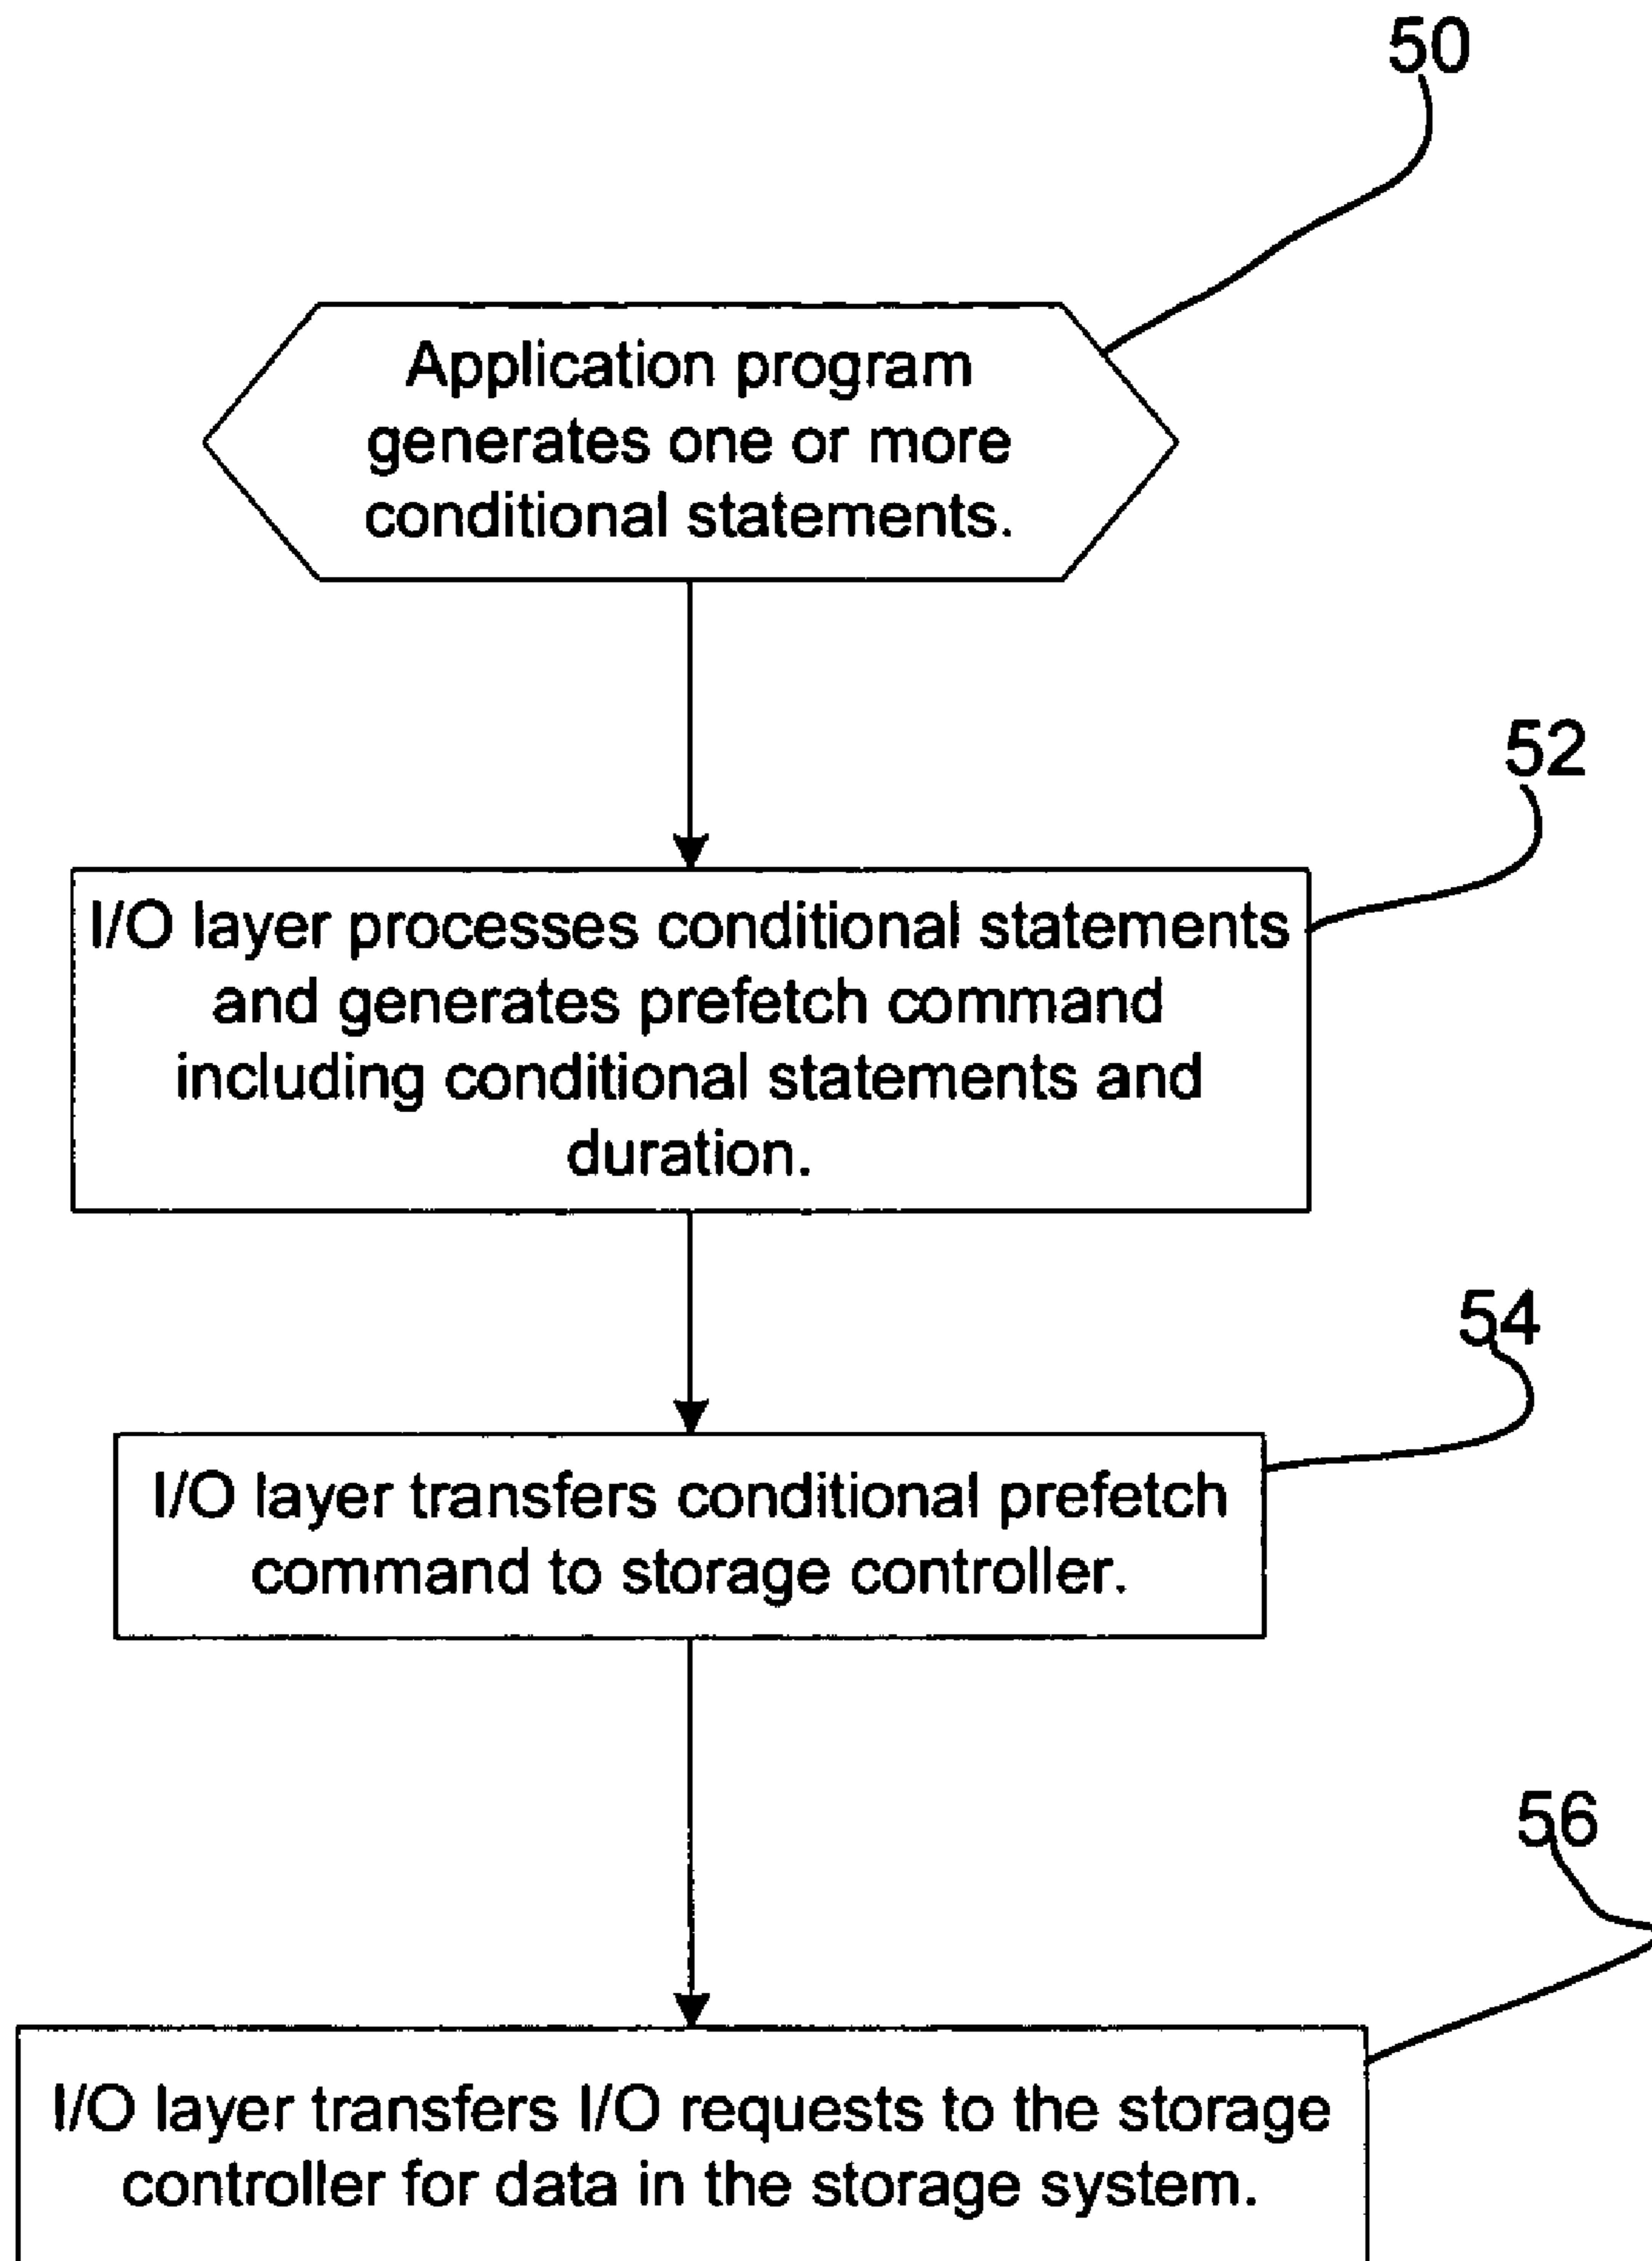 50
Application program
generates one or more
conditional statements.
52
I/O layer processes conditional statements
and generates prefetch command
including conditional statements and
duration.
54
I/O layer transfers conditional prefetch
command to storage controller.
56
I/O layer transfers I/O requests to the storage
controller for data in the storage system.